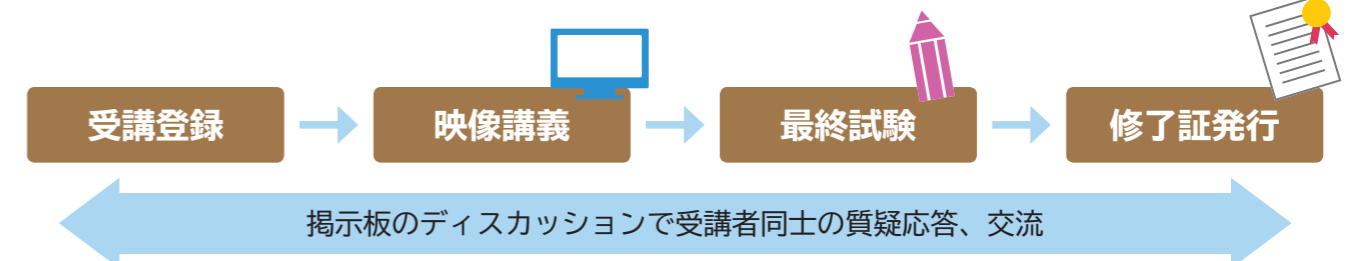 受講登録
映像講義
最終試験
修了証発行
掲示板のディスカッションで受講者同士の質疑応答、交流